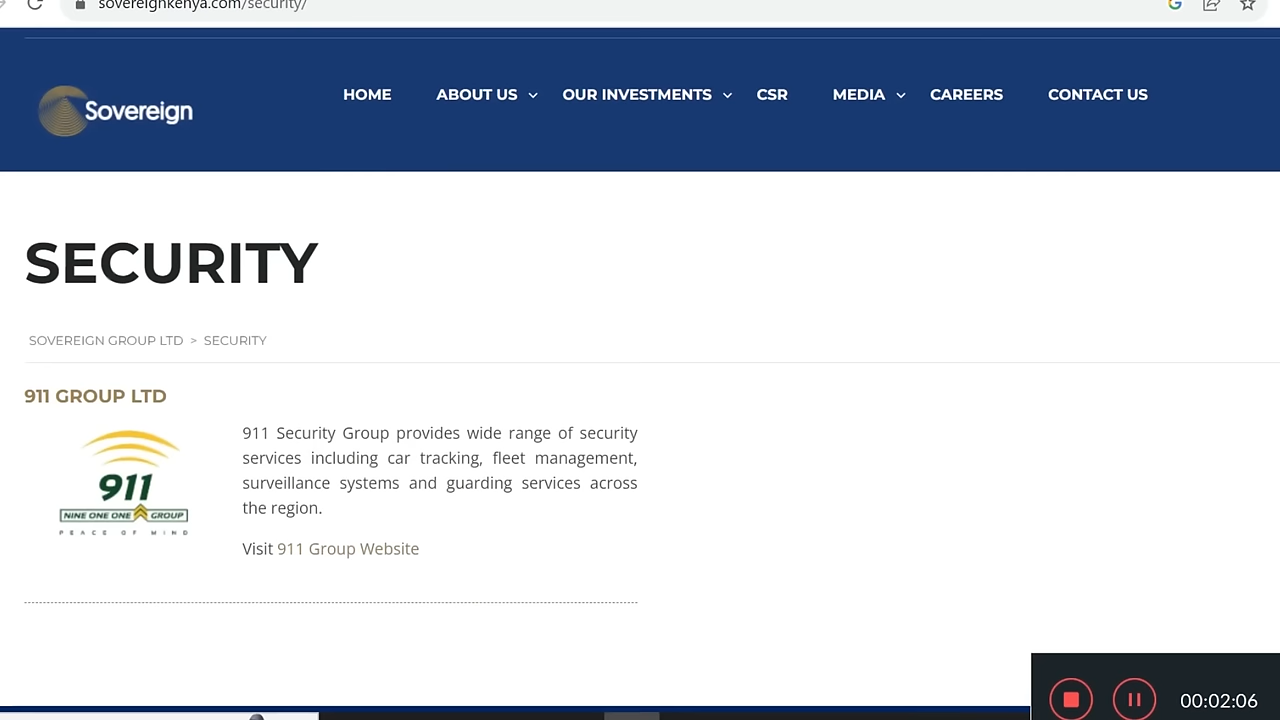 sovereignkenya.com/security/
Sovereign
HOME ABOUT US OUR INVESTMENTS CSR MEDIA CAREERS CONTACT US
SECURITY
SOVEREIGN GROUP LTD > SECURITY
911 GROUP LTD
911
NINE ONE ONE GROUP
PEACE OF MIND
911 Security Group provides wide range of security
services including car tracking, fleet management,
surveillance systems and guarding services across
the region.
Visit 911 Group Website
00:02:06